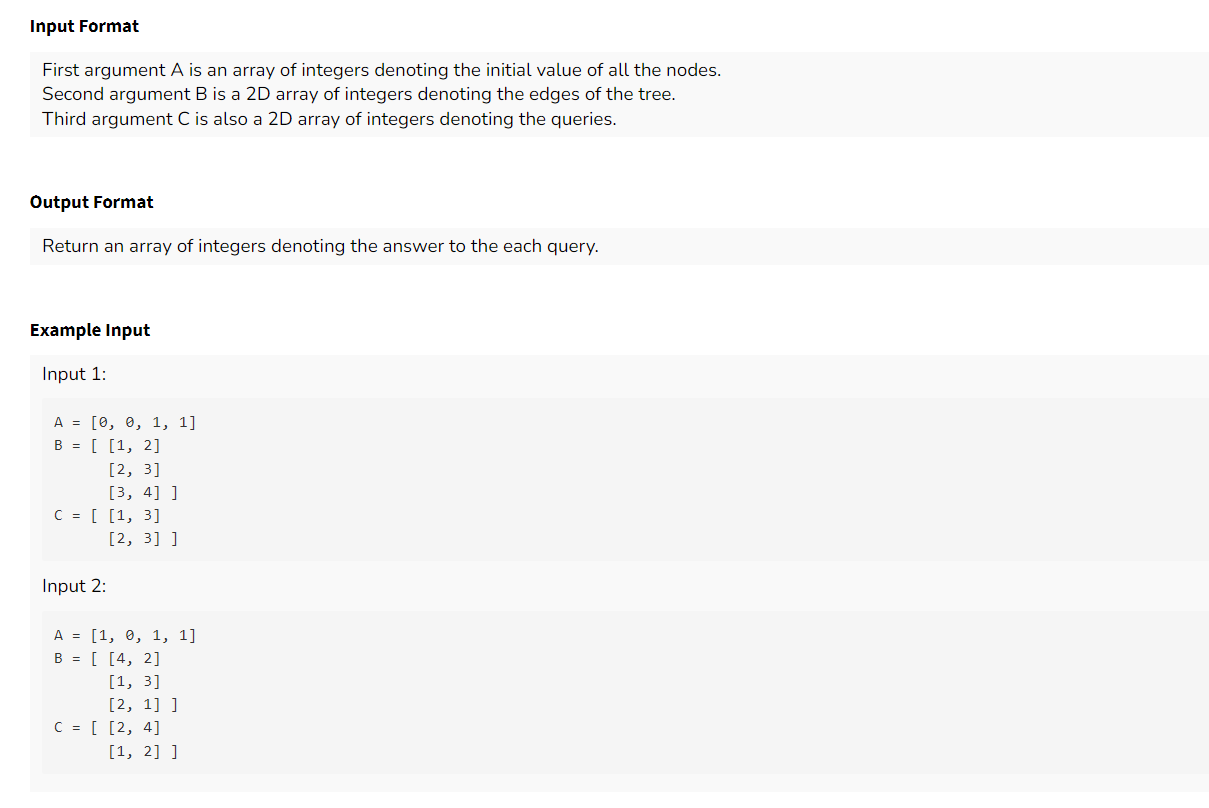 Input Format
First argument A is an array of integers denoting the initial value of all the nodes.
Second argument B is a 2D array of integers denoting the edges of the tree.
Third argument C is also a 2D array of integers denoting the queries.
Output Format
Return an array of integers denoting the answer to the each query.
Example Input
Input 1:
A = [0, 0, 1, 1]
B = [ [1, 2]
[2, 3]
[3, 4] ]
C = [ [1, 3]
[2, 3] ]
Input 2:
A = [1, 0, 1, 1]
B = [ [4, 2]
[1, 3]
[2, 1] ]
C = [ [2, 4]
[1, 2] ]